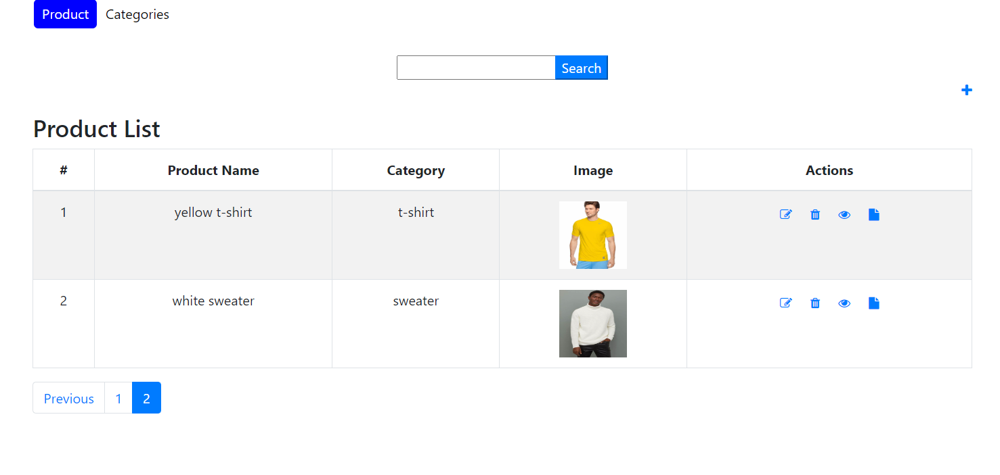 Product Categories
Search
Product List
# Product Name Category Image Actions
1 yellow t-shirt t-shirt
2 white sweater sweater
Previous 1 2